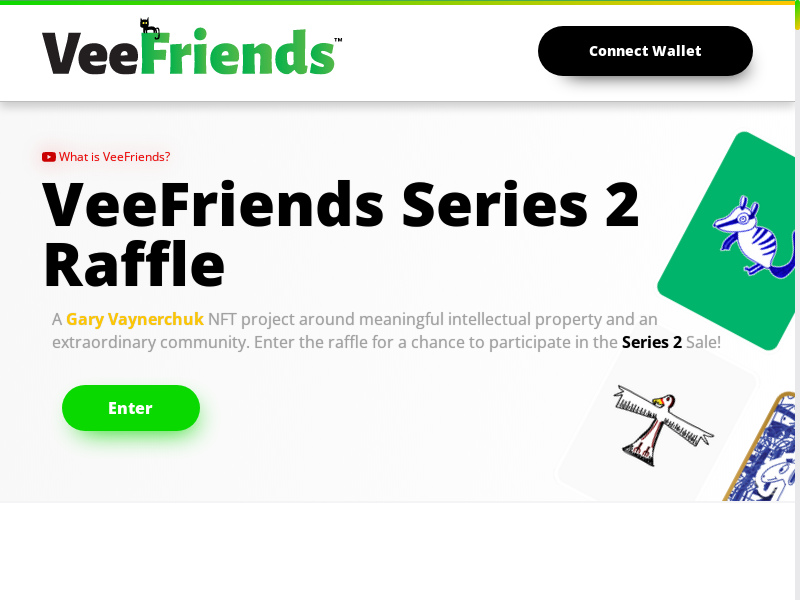 VeeFriends™
Connect Wallet
What is VeeFriends?
VeeFriends Series 2
Raffle
A Gary Vaynerchuk NFT project around meaningful intellectual property and an
extraordinary community. Enter the raffle for a chance to participate in the Series 2 Sale!
Enter